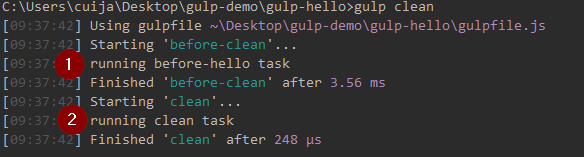 C:\Users\cuija\Desktop\gulp-demo\gulp-hello>gulp clean
[09:37:42] Using gulpfile ~\Desktop\gulp-demo\gulp-hello\gulpfile.js
[09:37:42] Starting 'before-clean'...
[09:37:42] 1 running before-hello task
[09:37:42] Finished 'before-clean' after 3.56 ms
[09:37:42] Starting 'clean'...
[09:37:42] 2 running clean task
[09:37:42] Finished 'clean' after 248 μs